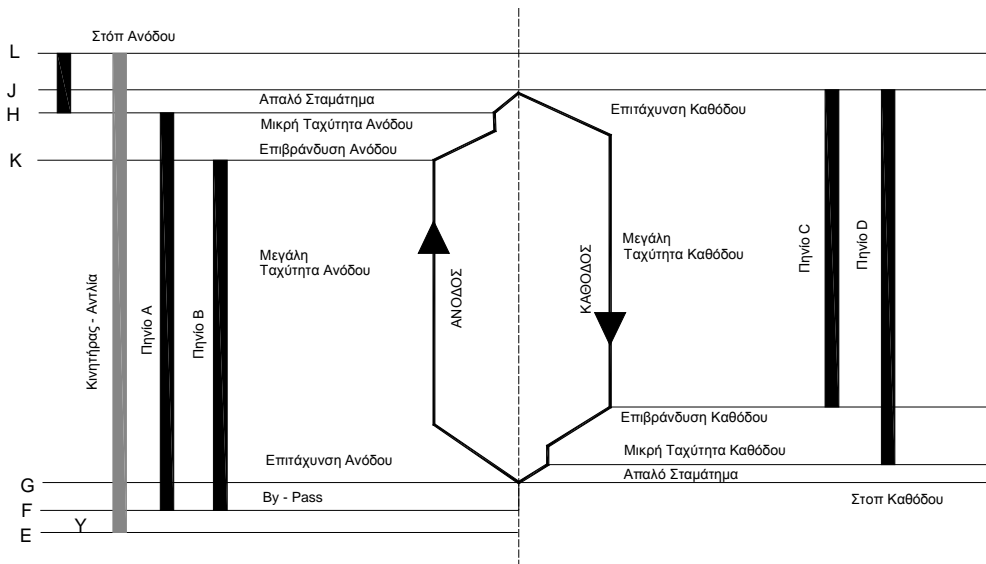 Στόπ Ανόδου
L
J
Απαλό Σταμάτημα
Επιτάχυνση Καθόδου
H
Μικρή Ταχύτητα Ανόδου
Επιβράνδυση Ανόδου
K
Μεγάλη
Ταχύτητα Ανόδου
Μεγάλη
Ταχύτητα Καθόδου
Κινητήρας - Αντλία
Πηνίο A
Πηνίο B
ΑΝΟΔΟΣ
ΚΑΘΟΔΟΣ
Πηνίο C
Πηνίο D
Επιβράνδυση Καθόδου
Μικρή Ταχύτητα Καθόδου
Επιτάχυνση Ανόδου
Απαλό Σταμάτημα
G
By - Pass
Στοπ Καθόδου
F
Y
E